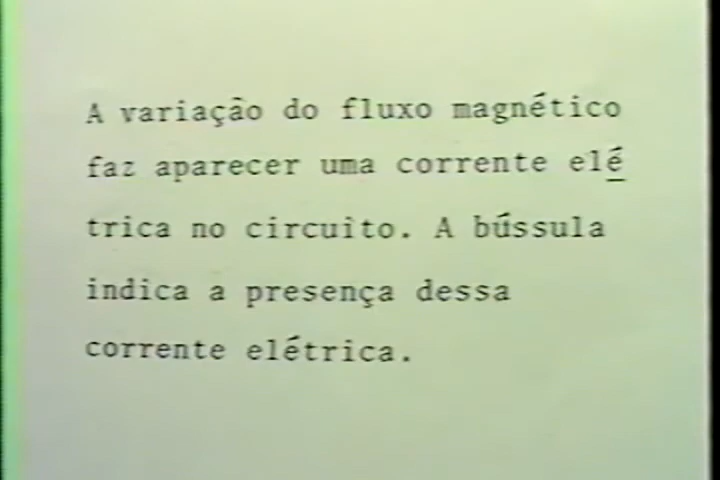 A variação do fluxo magnético
faz aparecer uma corrente elé
trica no circuito. A bússula
indica a presença dessa
corrente elétrica.